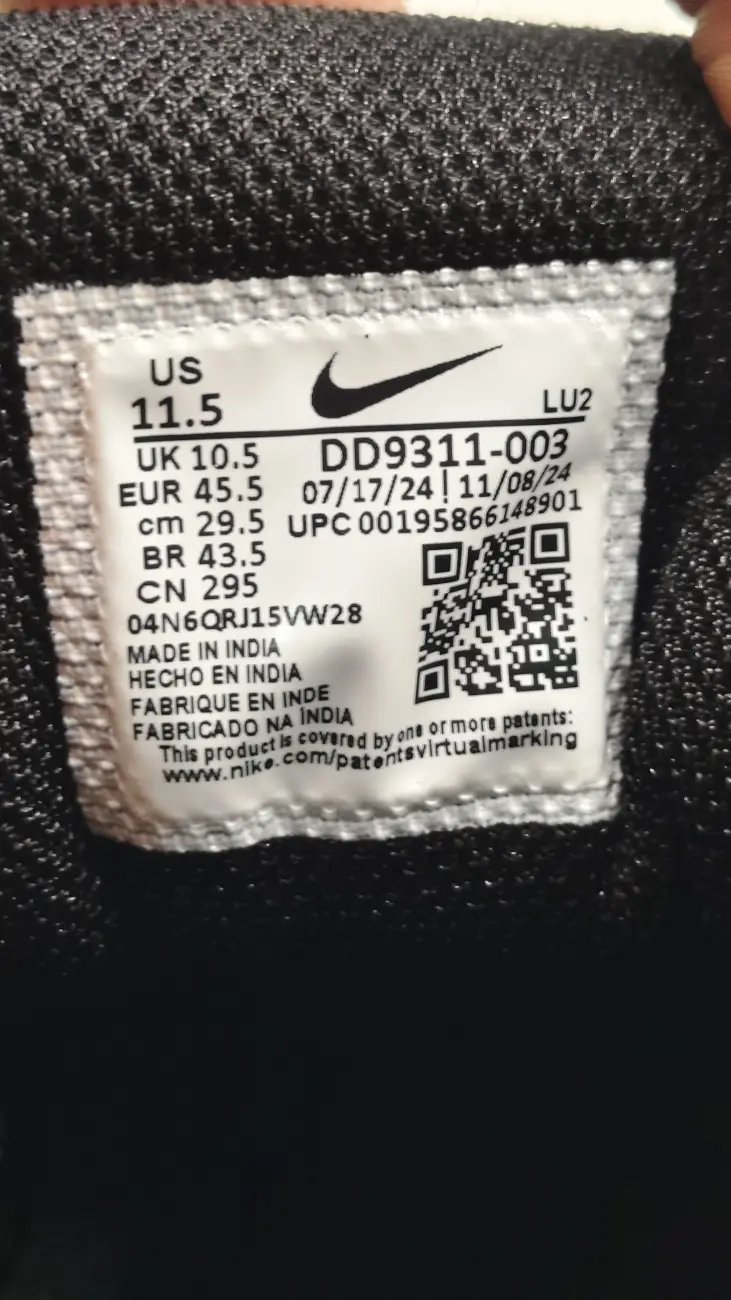 US
11.5
LU2
UK 10.5
EUR 45.5
cm 29.5
BR 43.5
CN 295
DD9311-003
07/17/24 | 11/08/24
UPC 00195866148901
04N6QRJ15VW28
MADE IN INDIA
HECHO EN INDIA
FABRIQUE EN INDE
FABRICADO NA ÍNDIA
This product is covered by one or more patents:
www.nike.com/patentsvirtualmarking